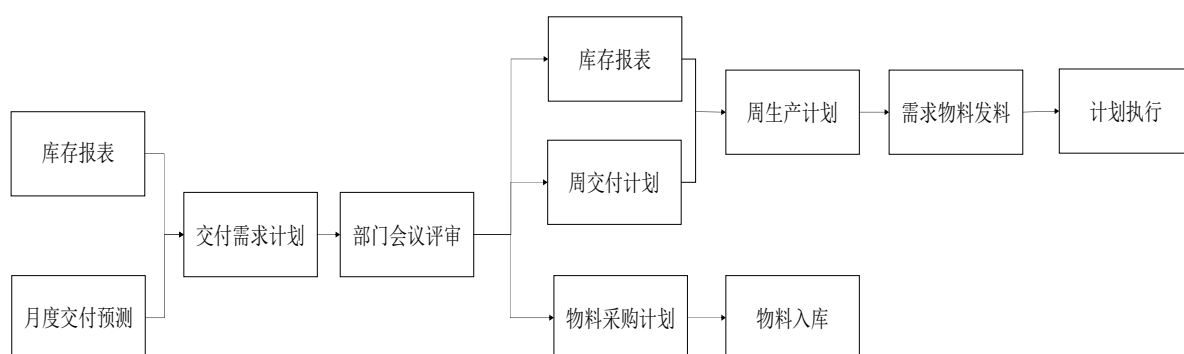 库存报表
月度交付预测
交付需求计划
部门会议评审
库存报表
周交付计划
物料采购计划
周生产计划
物料入库
需求物料发料
计划执行